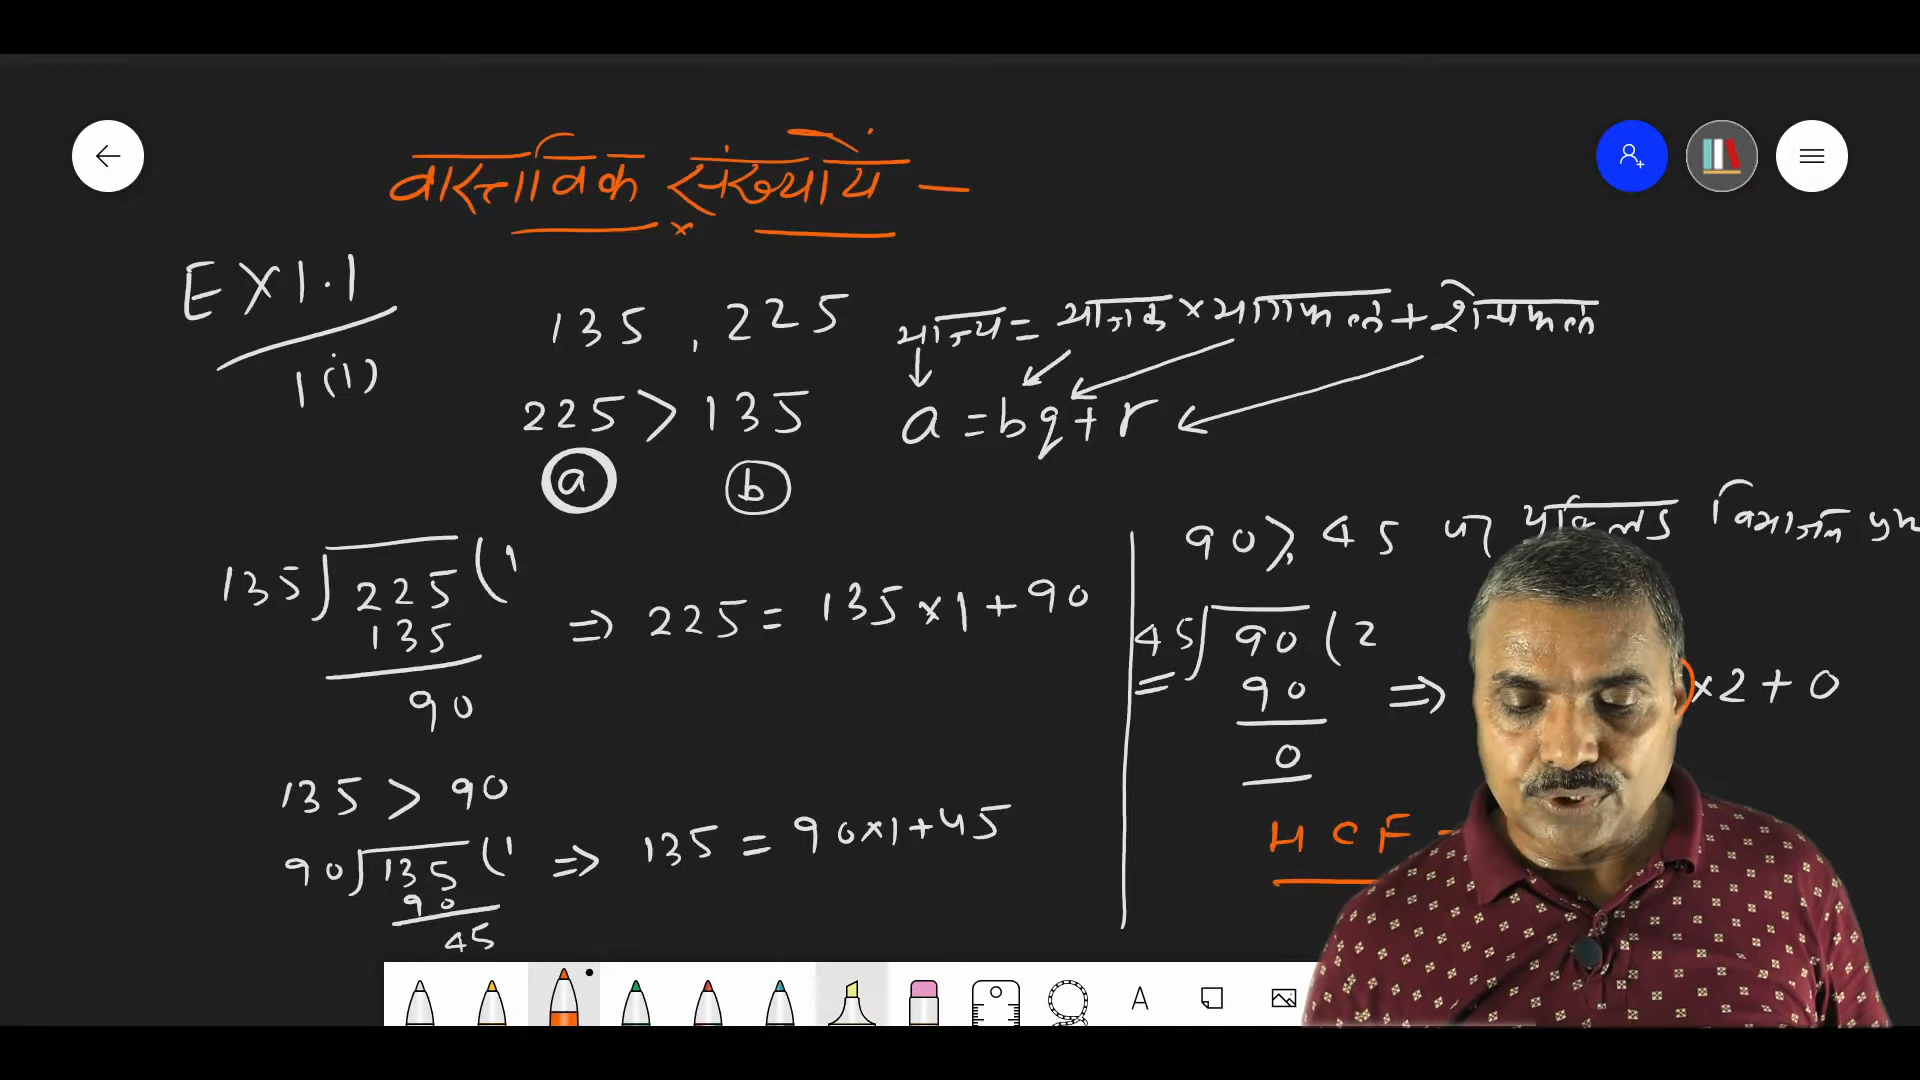 वास्तविक संख्यायें —
EX 1.1
1 (i)
135 , 225
भाज्य = भाजक × भागफल + शेषफल
225 > 135
a = bq + r
a b
135) 225 (1
135
90
⇒ 225 = 135 × 1 + 90
135 > 90
90) 135 (1
90
45
⇒ 135 = 90 × 1 + 45
90 > 45 पर विभाजन
45) 90 (2
90
0
⇒ × 2 + 0
HCF
A